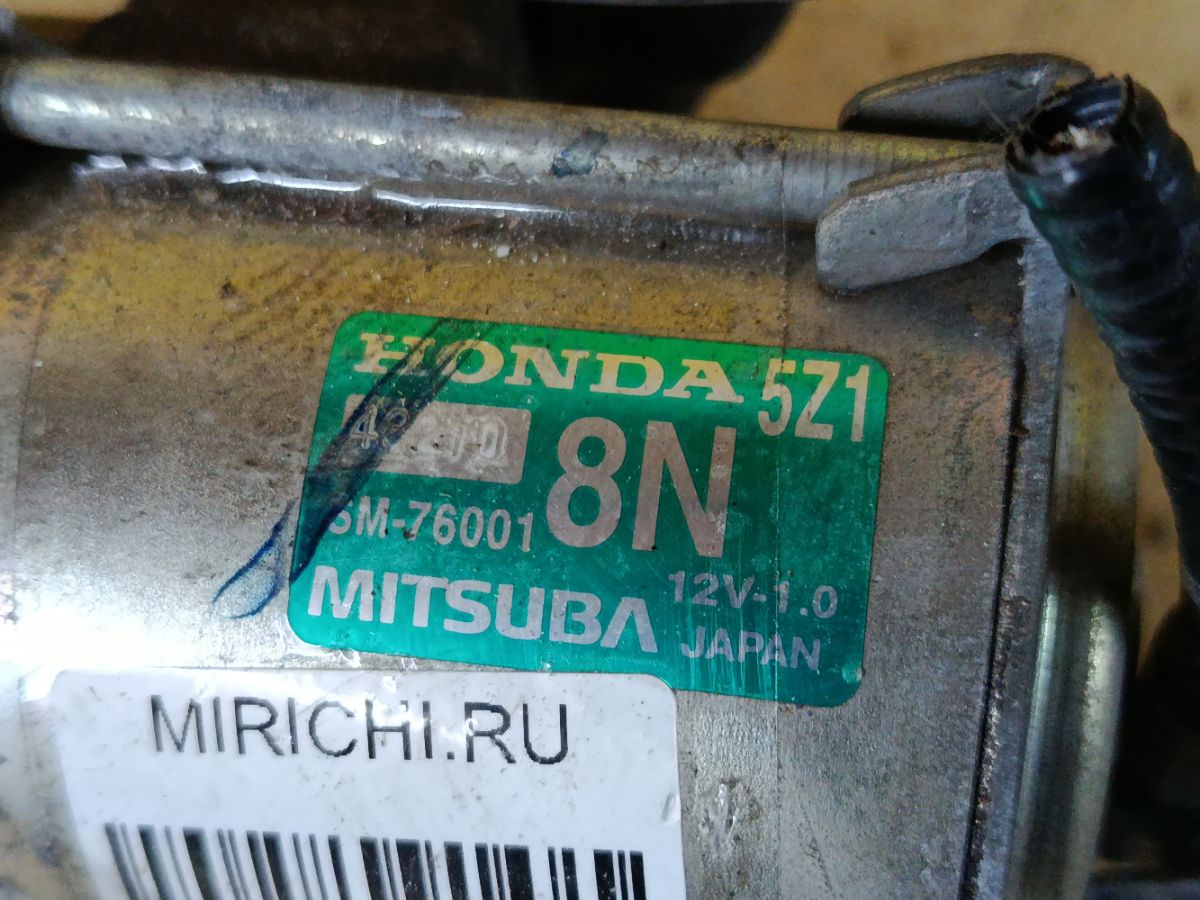 HONDA 5Z1
8N
SM-76001
MITSUBA 12V-1.0
JAPAN
MIRICHI.RU